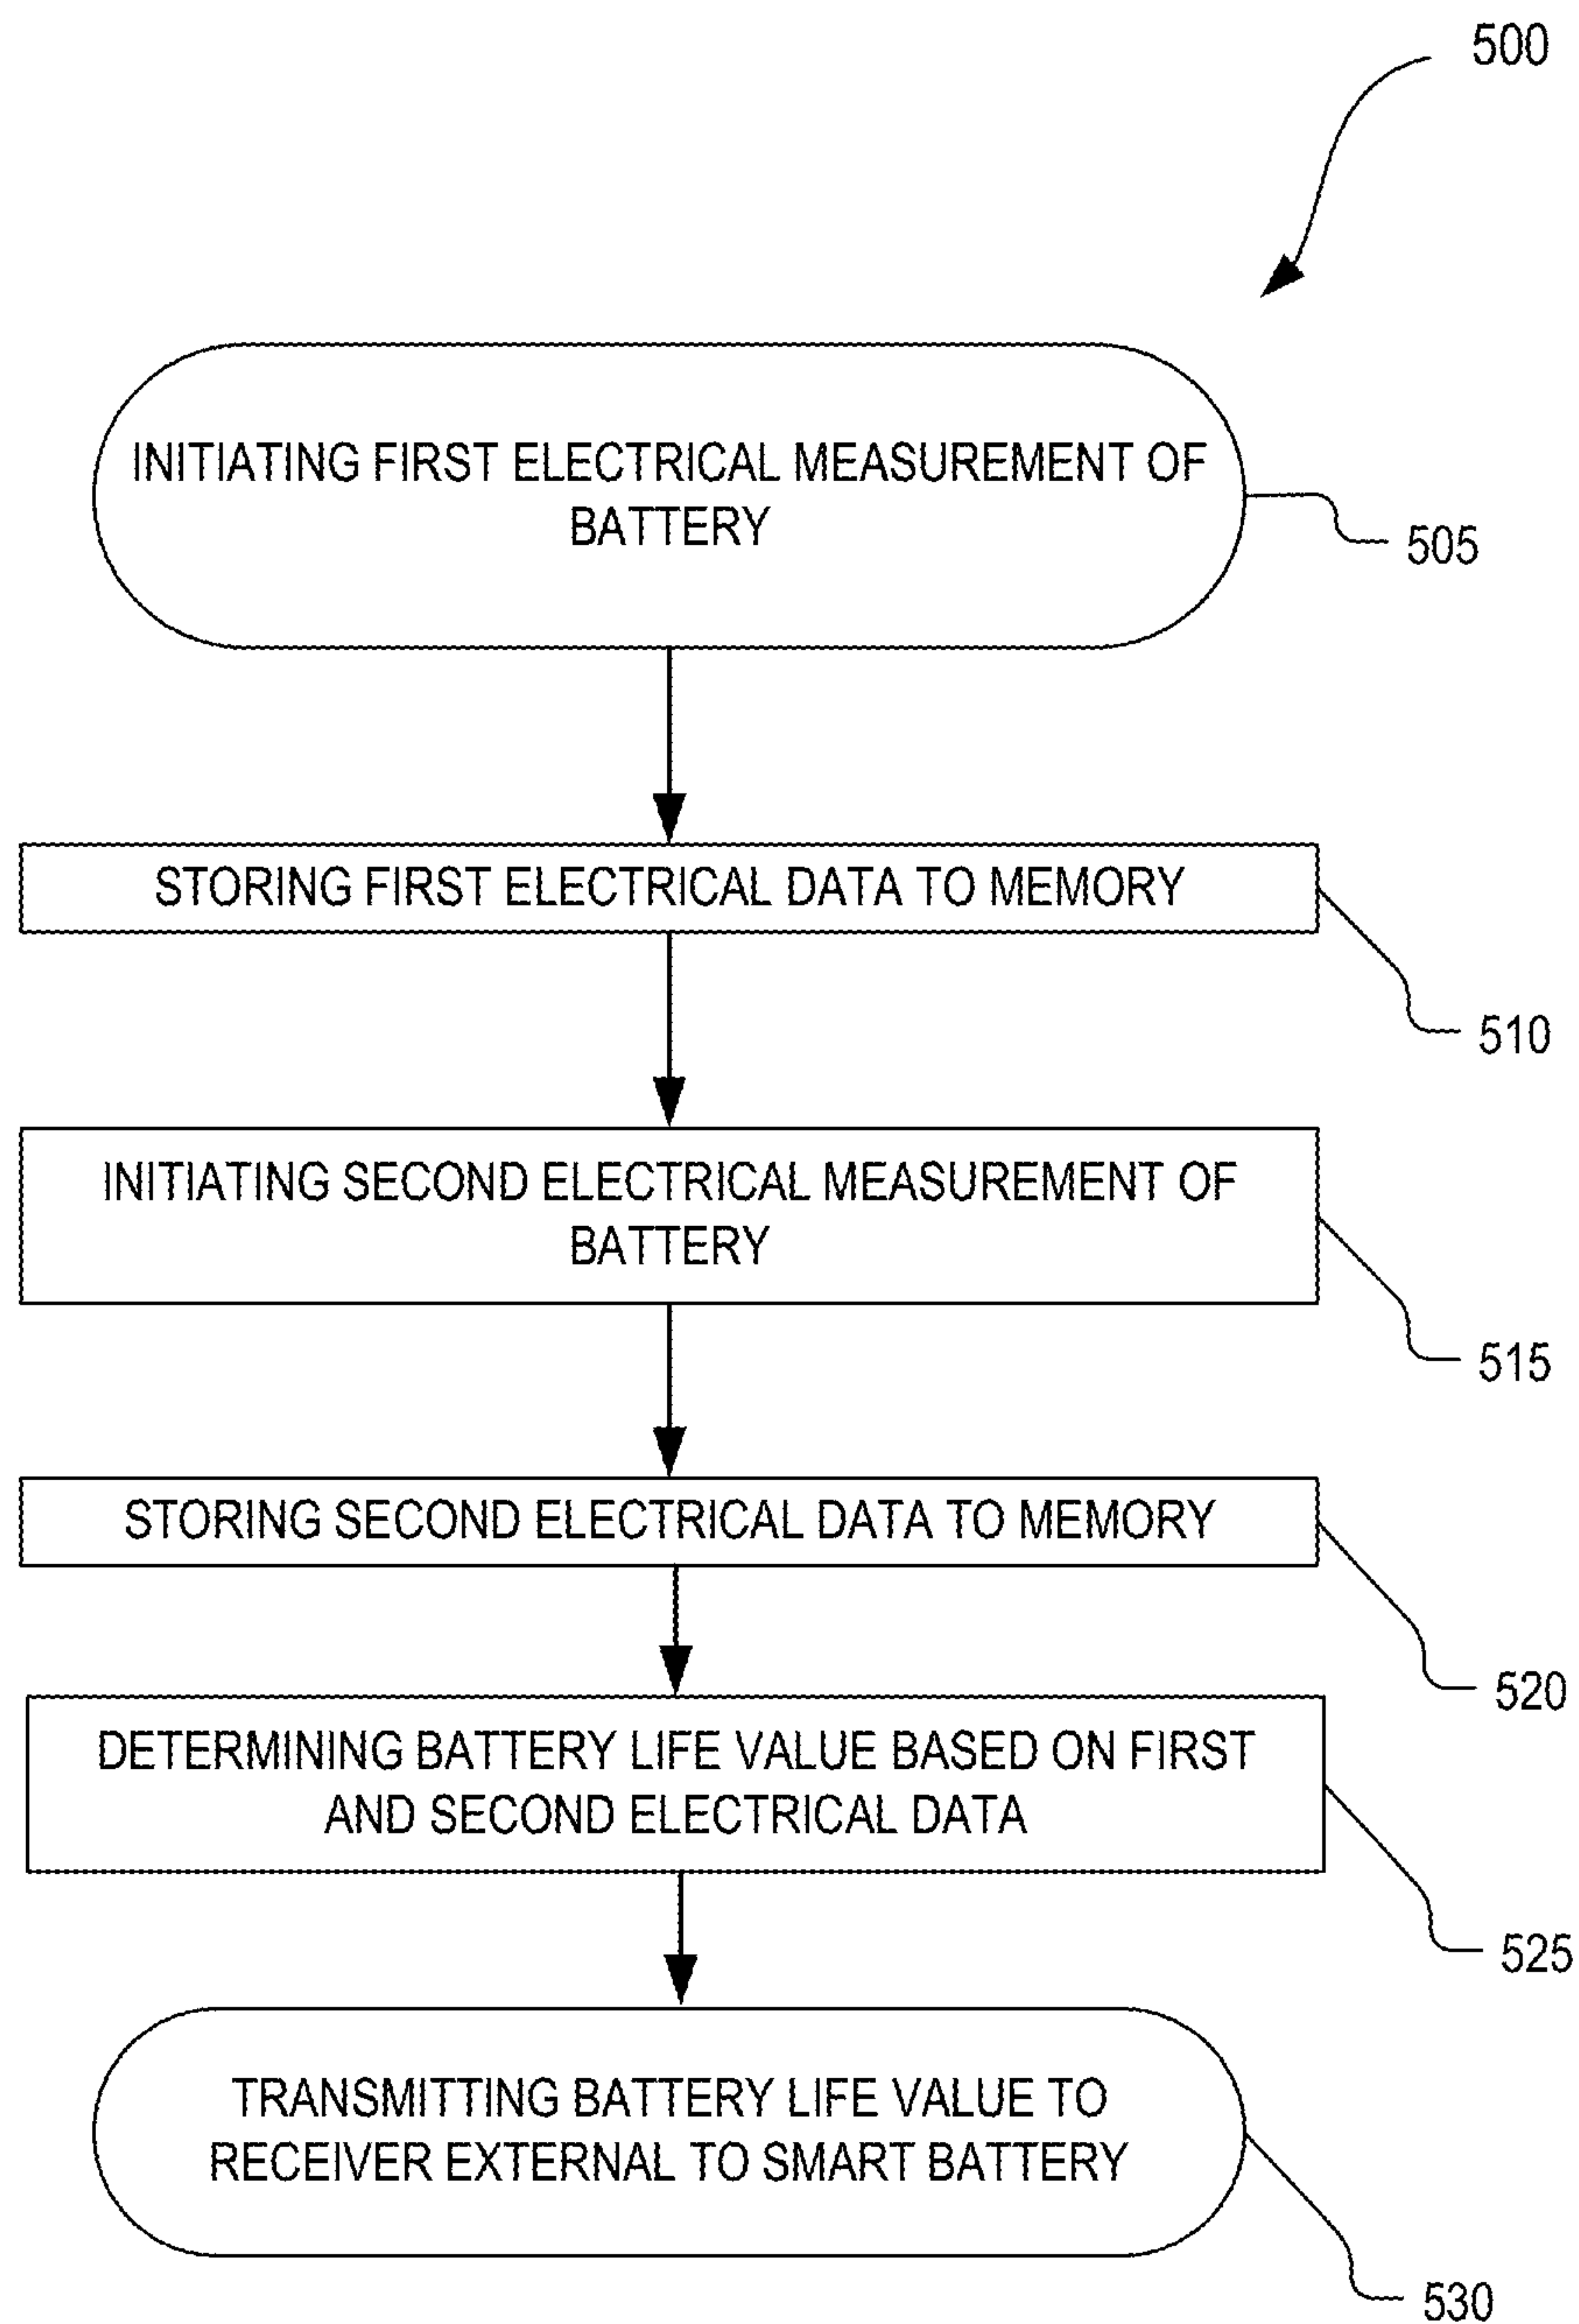 500
INITIATING FIRST ELECTRICAL MEASUREMENT OF
BATTERY
505
STORING FIRST ELECTRICAL DATA TO MEMORY
510
INITIATING SECOND ELECTRICAL MEASUREMENT OF
BATTERY
515
STORING SECOND ELECTRICAL DATA TO MEMORY
520
DETERMINING BATTERY LIFE VALUE BASED ON FIRST
AND SECOND ELECTRICAL DATA
525
TRANSMITTING BATTERY LIFE VALUE TO
RECEIVER EXTERNAL TO SMART BATTERY
530